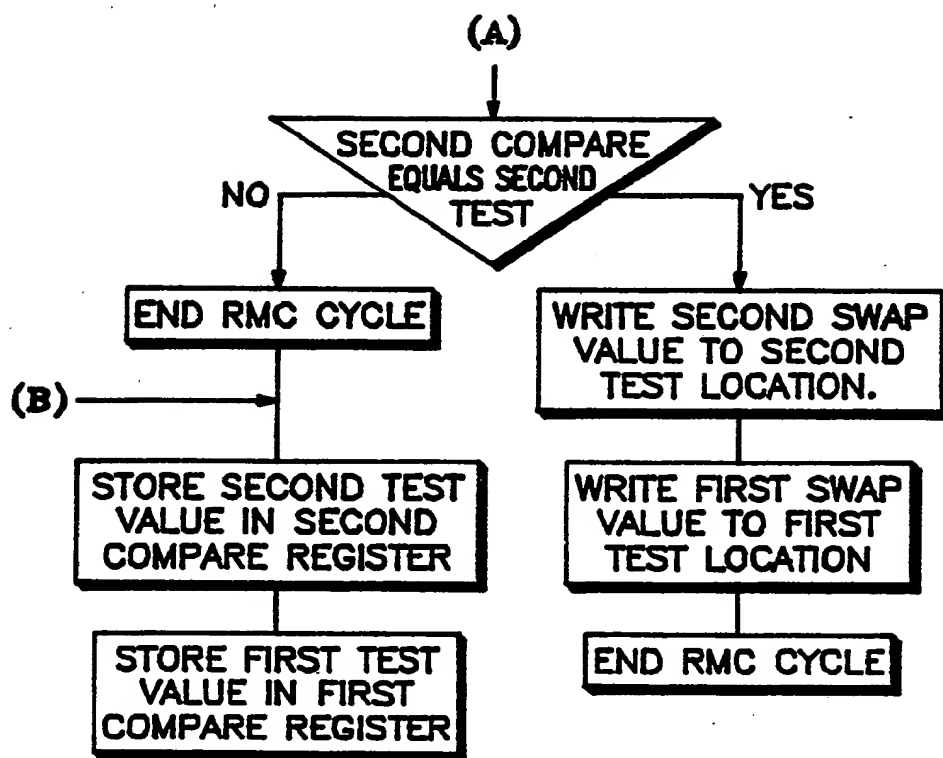 (A)
SECOND COMPARE
EQUALS SECOND
TEST
NO
YES
END RMC CYCLE
(B)
STORE SECOND TEST
VALUE IN SECOND
COMPARE REGISTER
STORE FIRST TEST
VALUE IN FIRST
COMPARE REGISTER
WRITE SECOND SWAP
VALUE TO SECOND
TEST LOCATION.
WRITE FIRST SWAP
VALUE TO FIRST
TEST LOCATION
END RMC CYCLE